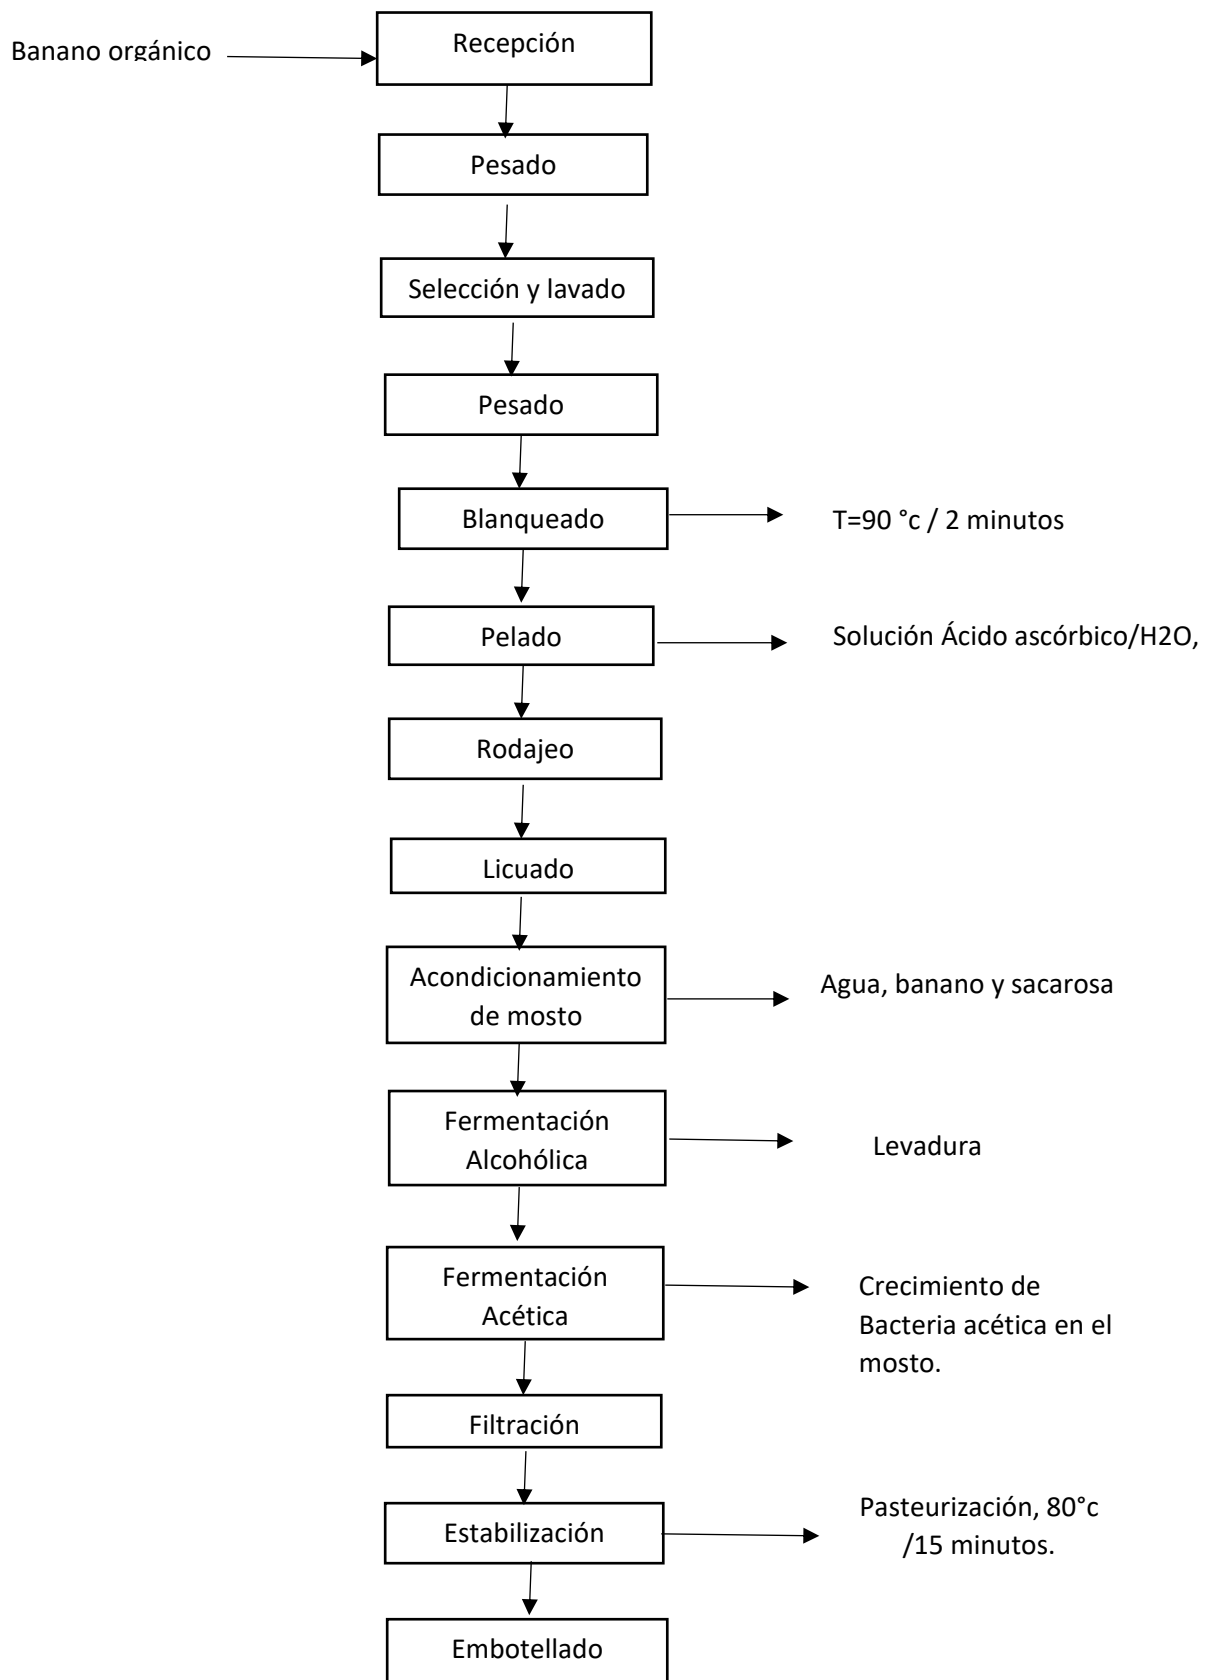 Banano orgánico
Recepción
Pesado
Selección y lavado
Pesado
Blanqueado
T=90 °c / 2 minutos
Pelado
Solución Ácido ascórbico/H2O,
Rodajeo
Licuado
Acondicionamiento
de mosto
Agua, banano y sacarosa
Fermentación
Alcohólica
Levadura
Fermentación
Acética
Crecimiento de
Bacteria acética en el
mosto.
Filtración
Estabilización
Pasteurización, 80°c
/15 minutos.
Embotellado